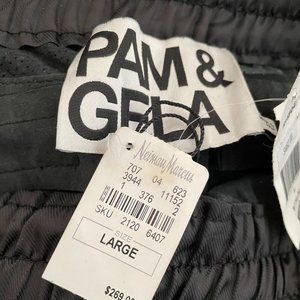 PAM &
GELA
Neiman Marcus
707 04 623
3944 11152
1 376 2
SKU 2120 6407
SIZE
LARGE